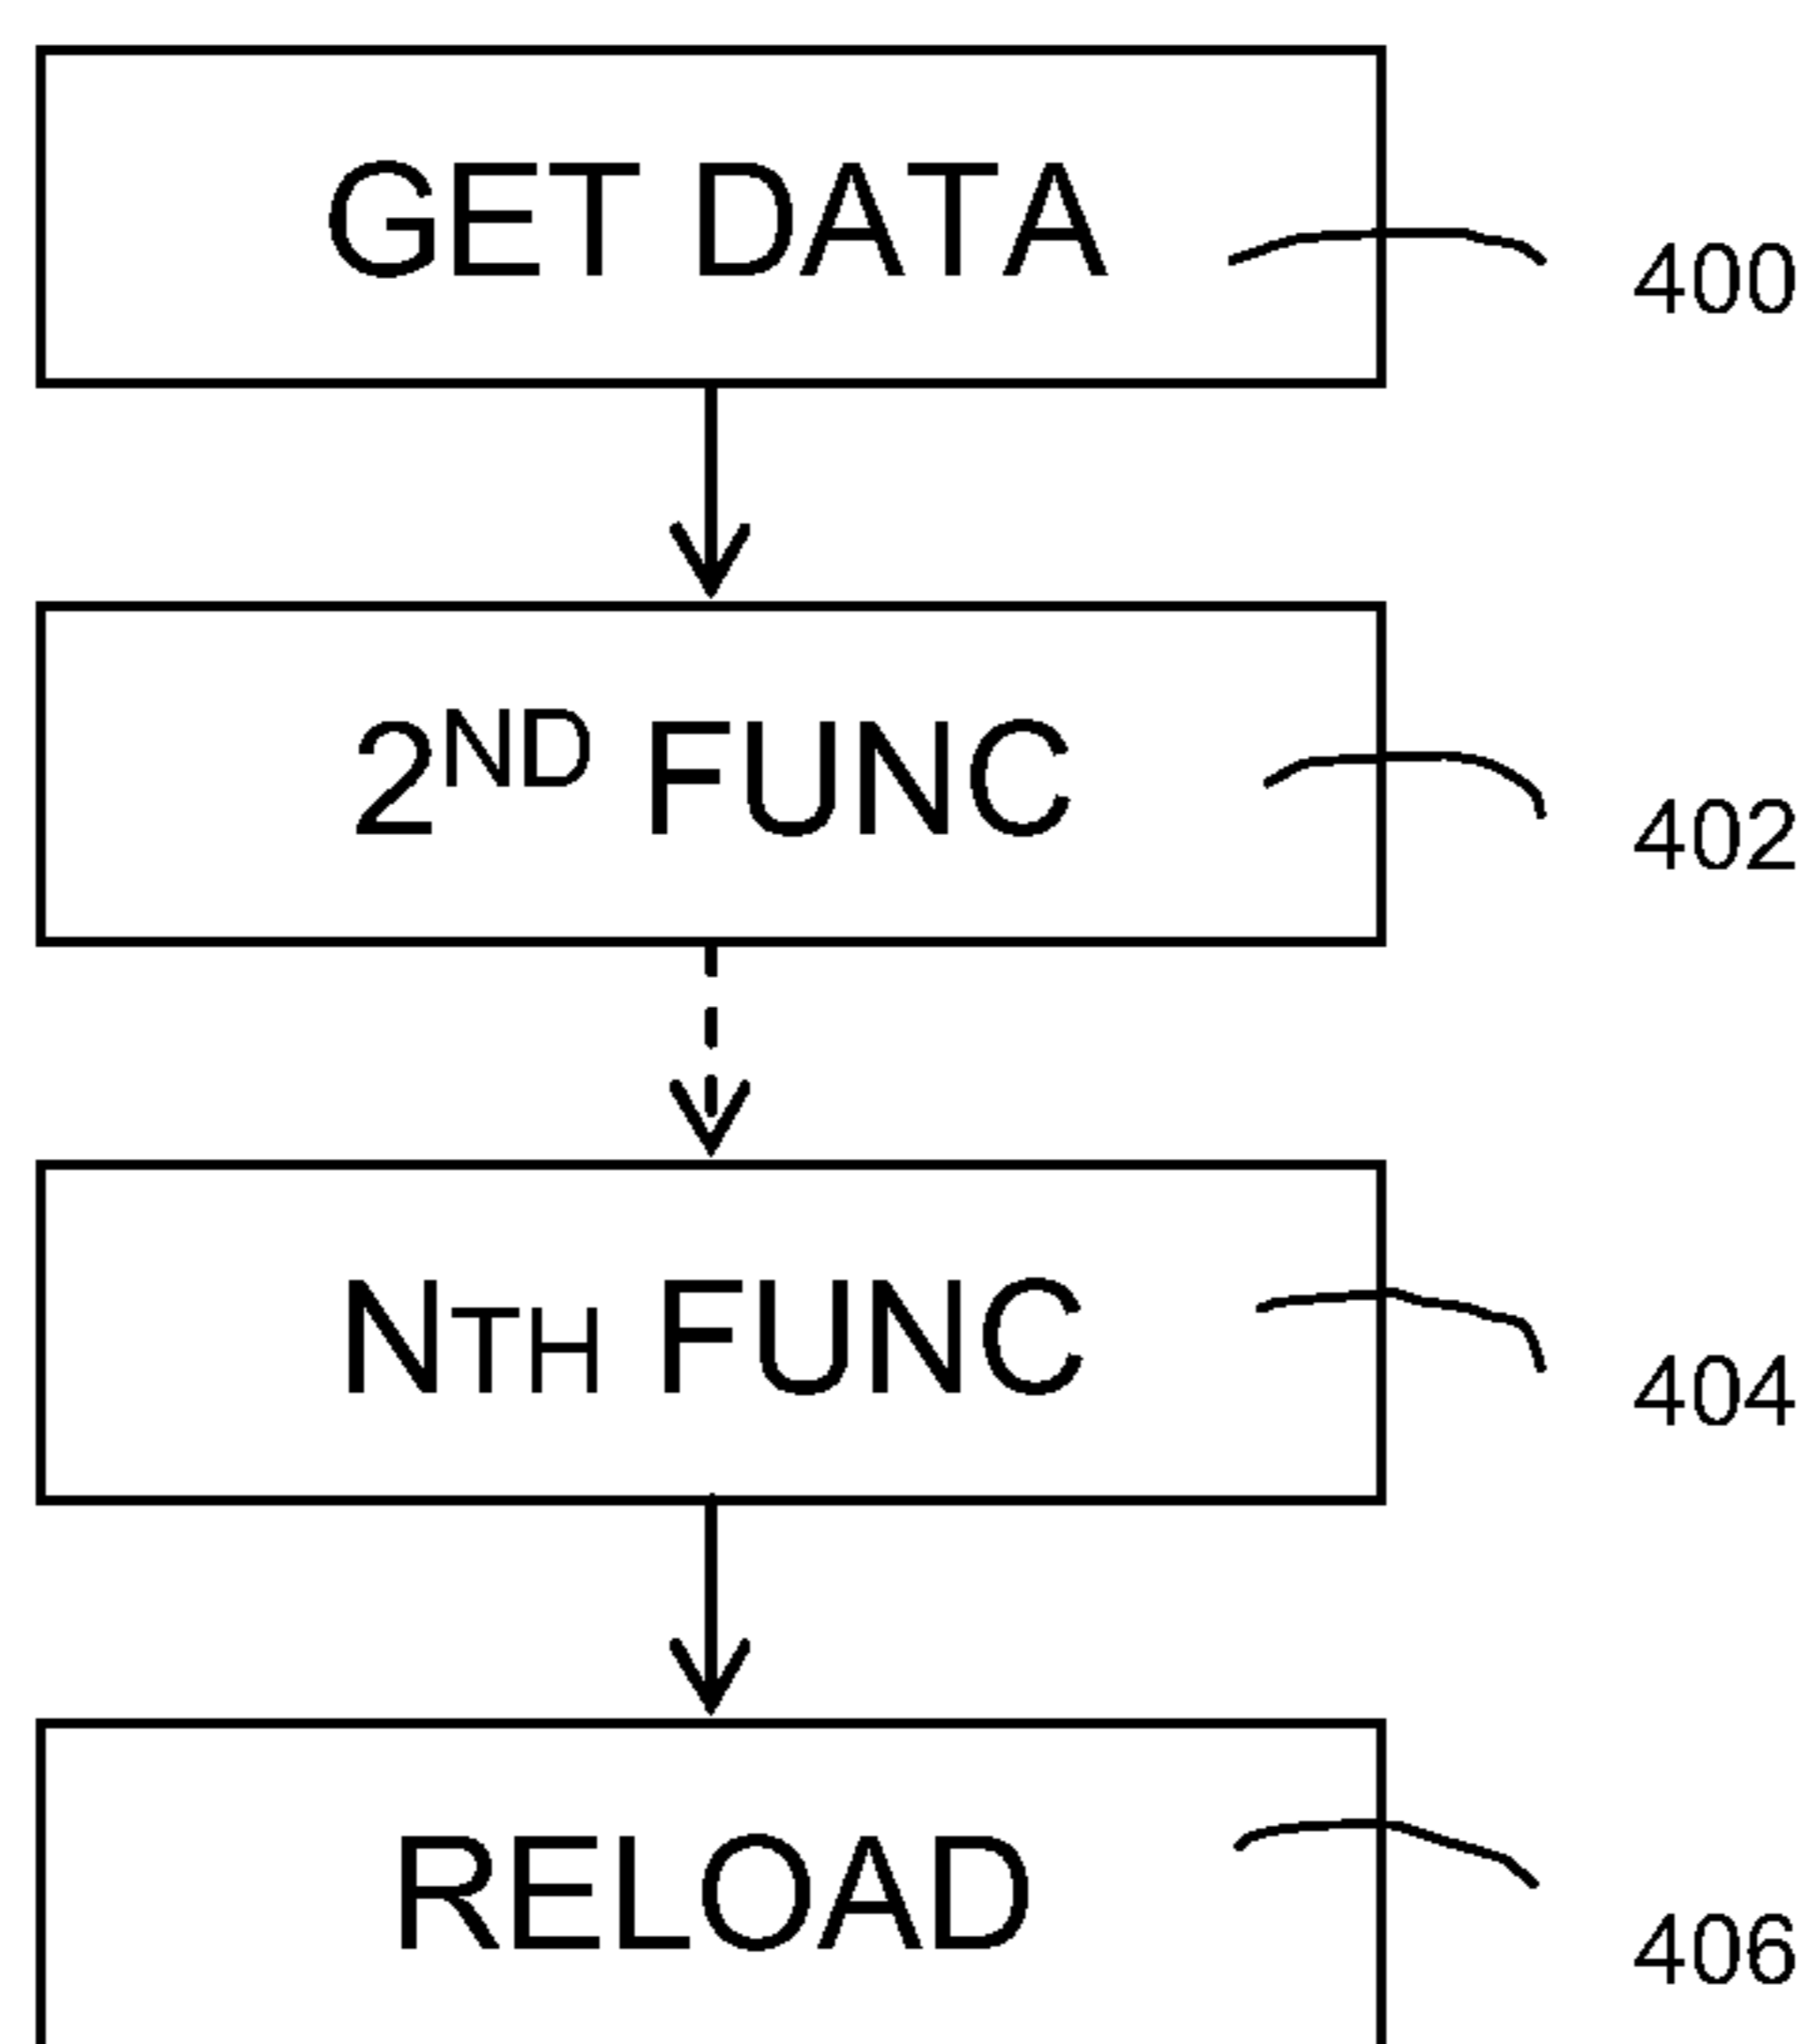 GET DATA
400
2ND FUNC
402
NTH FUNC
404
RELOAD
406